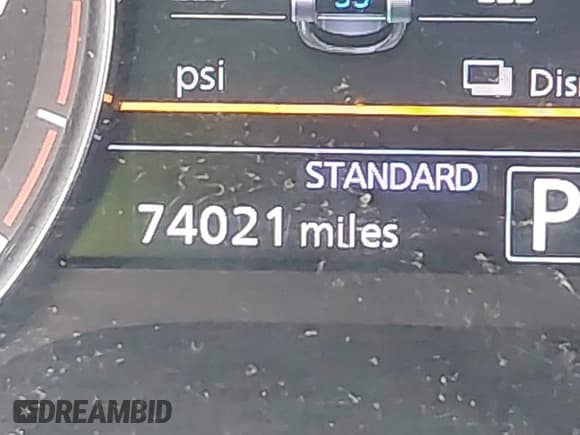 psi
STANDARD
74021 miles
P
DREAMBID